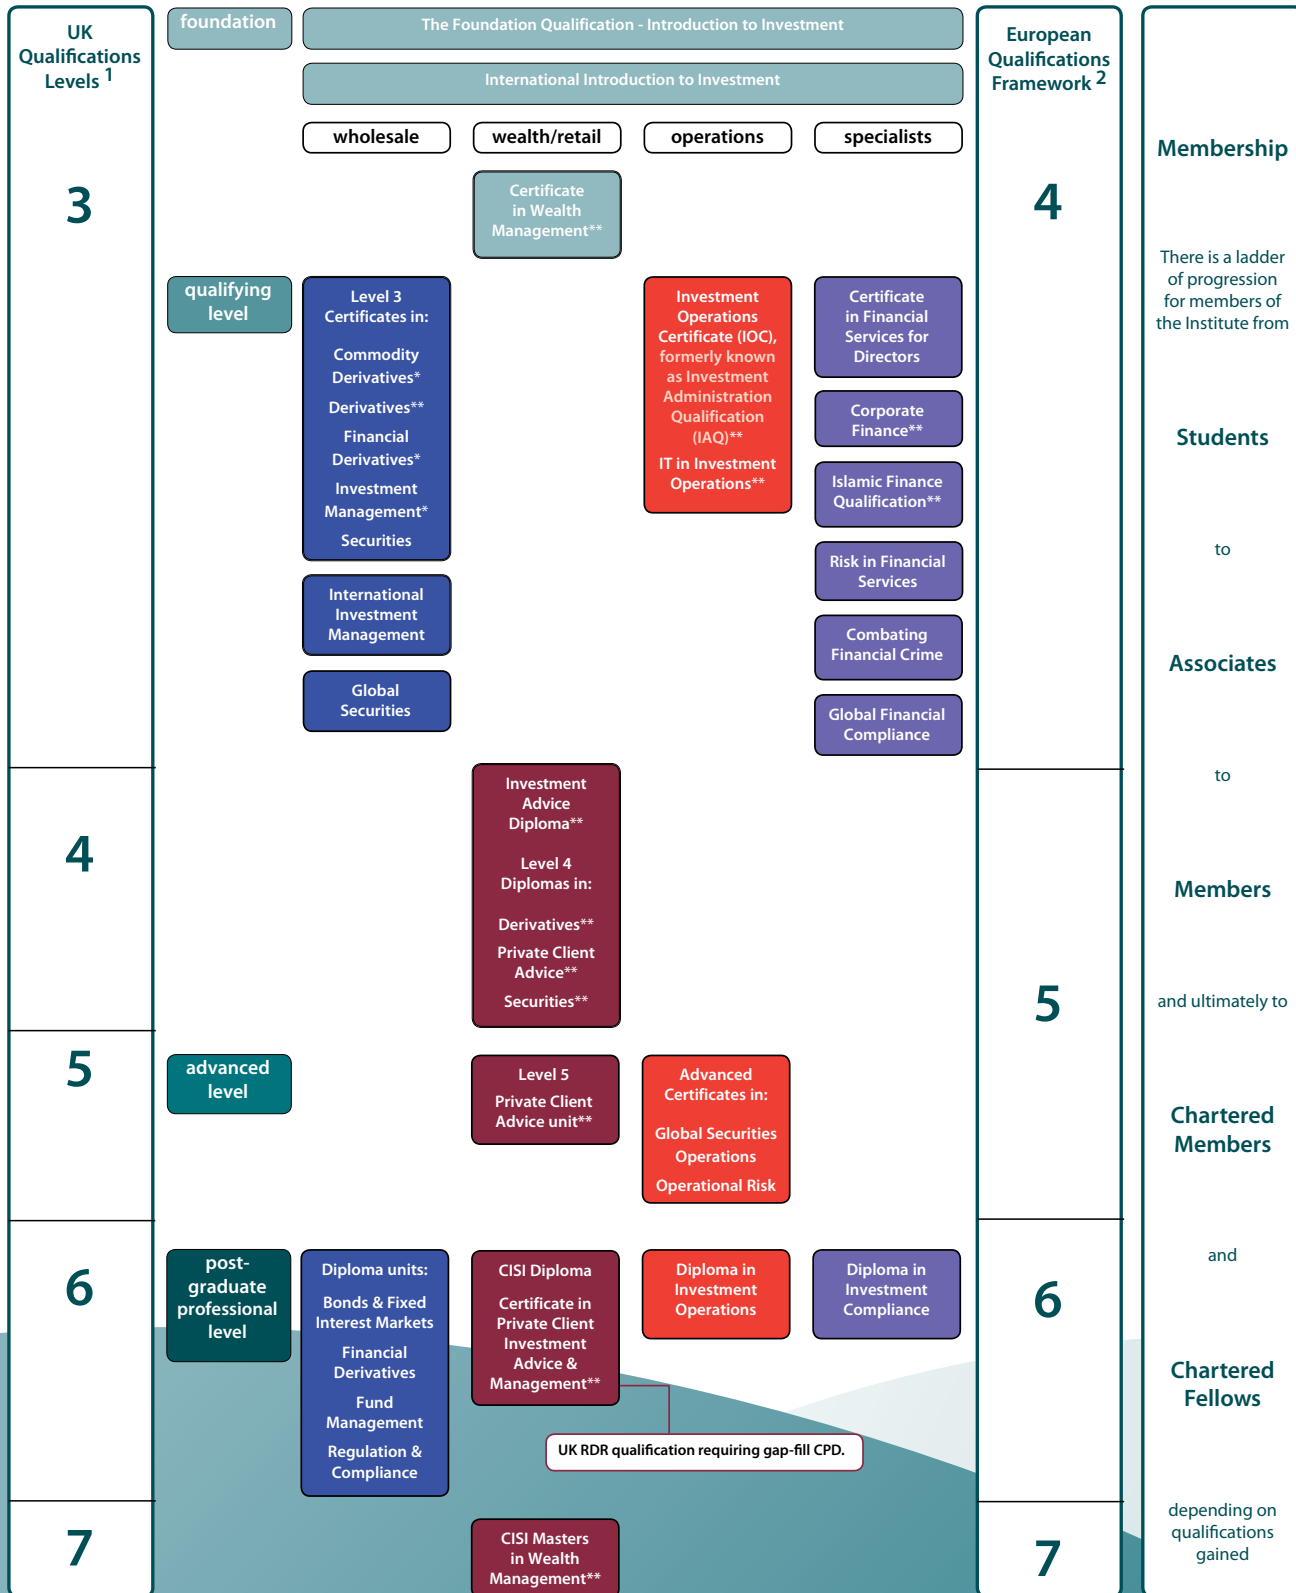 UK
Qualifications
Levels 1
3
4
5
6
7
foundation
The Foundation Qualification - Introduction to Investment
International Introduction to Investment
wholesale
wealth/retail
operations
specialists
Certificate
in Wealth
Management**
qualifying
level
Level 3
Certificates in:
Commodity
Derivatives*
Derivatives**
Financial
Derivatives*
Investment
Management*
Securities
International
Investment
Management
Global
Securities
Investment
Operations
Certificate (IOC),
formerly known
as Investment
Administration
Qualification
(IAQ)**
IT in Investment
Operations**
Certificate
in Financial
Services for
Directors
Corporate
Finance**
Islamic Finance
Qualification**
Risk in Financial
Services
Combating
Financial Crime
Global Financial
Compliance
Investment
Advice
Diploma**
Level 4
Diplomas in:
Derivatives**
Private Client
Advice**
Securities**
advanced
level
Level 5
Private Client
Advice unit**
Advanced
Certificates in:
Global Securities
Operations
Operational Risk
post-
graduate
professional
level
Diploma units:
Bonds & Fixed
Interest Markets
Financial
Derivatives
Fund
Management
Regulation &
Compliance
CISI Diploma
Certificate in
Private Client
Investment
Advice &
Management**
Diploma in
Investment
Operations
Diploma in
Investment
Compliance
UK RDR qualification requiring gap-fill CPD.
CISI Masters
in Wealth
Management**
European
Qualifications
Framework 2
4
5
6
7
Membership
There is a ladder
of progression
for members of
the Institute from
Students
to
Associates
to
Members
and ultimately to
Chartered
Members
and
Chartered
Fellows
depending on
qualifications
gained